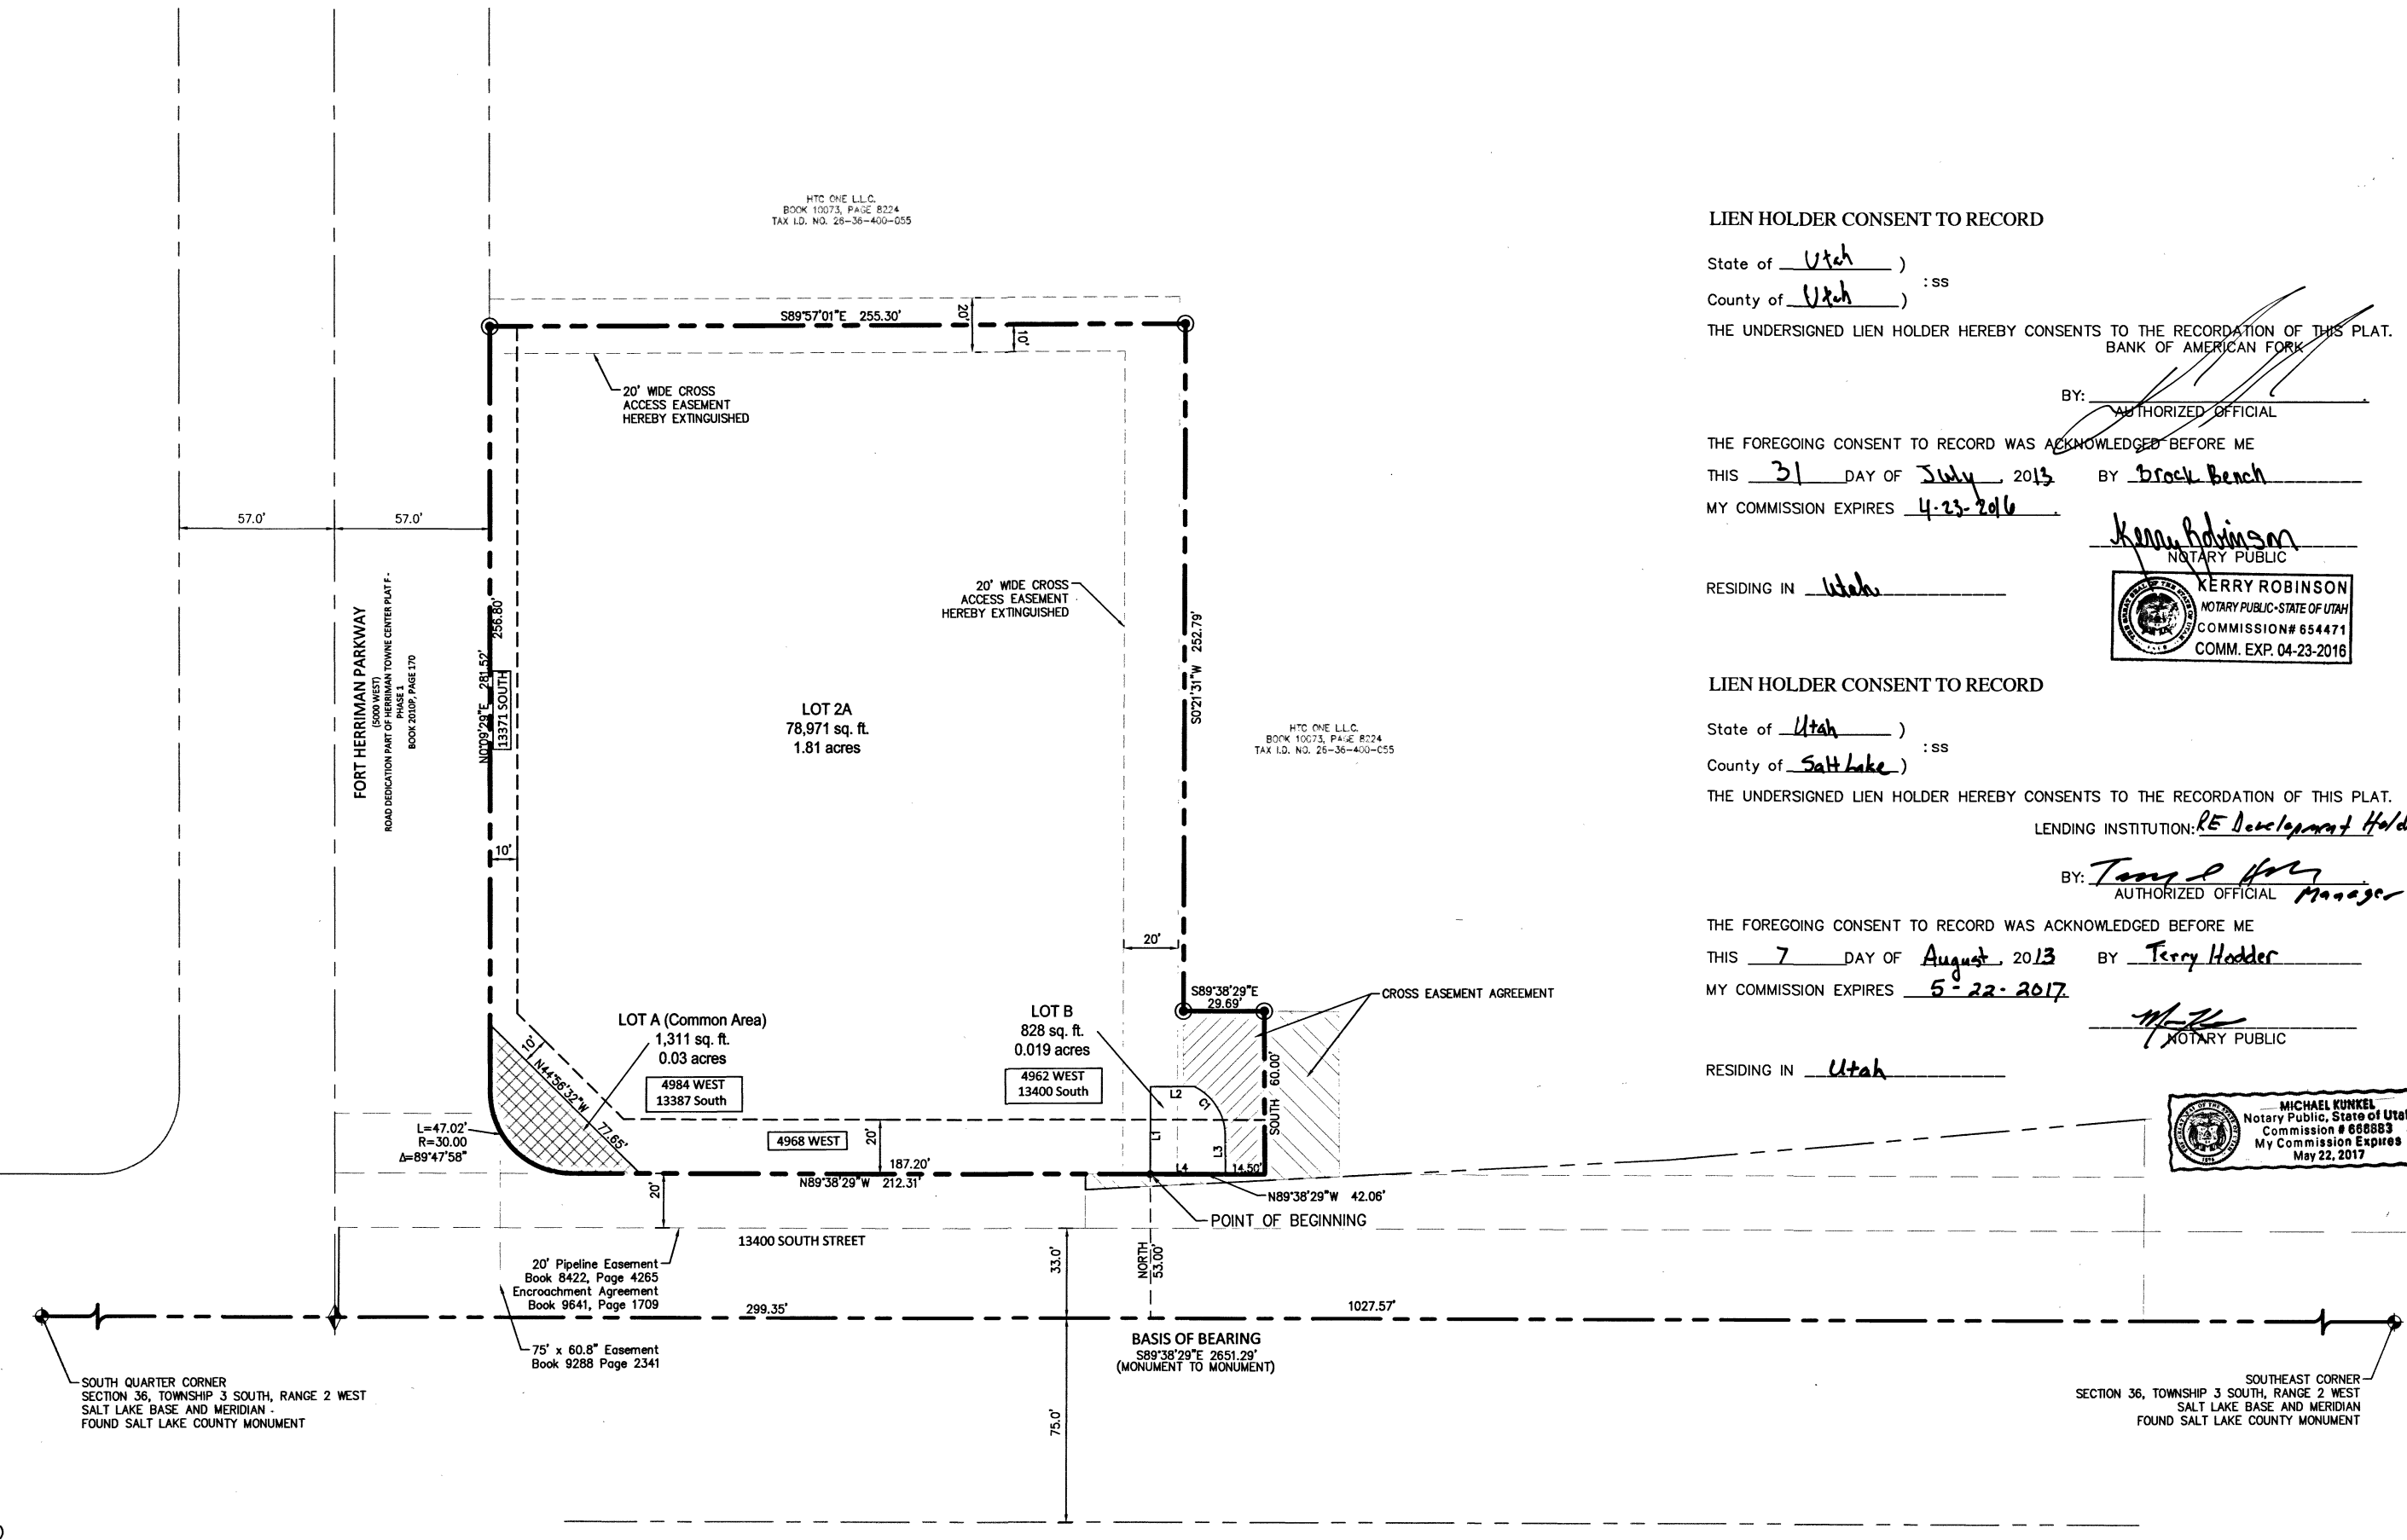 HTC ONE L.L.C.
BOOK 10073, PAGE 8224
TAX I.D. NO. 26-36-400-055
S89°57'01"E 255.30'
20'
10'
20' WIDE CROSS
ACCESS EASEMENT
HEREBY EXTINGUISHED
57.0'
57.0'
FORT HERRIMAN PARKWAY
(5000 WEST)
ROAD DEDICATION PART OF HERRIMAN TOWNE CENTER PLAT F -
PHASE 1
BOOK 2010P, PAGE 170
N0°09'29"E 281.52'
256.80'
13371 SOUTH
10'
20' WIDE CROSS
ACCESS EASEMENT
HEREBY EXTINGUISHED
S0°21'31"W 252.79'
LOT 2A
78,971 sq. ft.
1.81 acres
HTC ONE L.L.C.
BOOK 10073, PAGE 8224
TAX I.D. NO. 26-36-400-055
20'
S89°38'29"E
29.69'
CROSS EASEMENT AGREEMENT
LOT A (Common Area)
1,311 sq. ft.
0.03 acres
4984 WEST
13387 South
LOT B
828 sq. ft.
0.019 acres
4962 WEST
13400 South
10'
N44°56'32"W
77.65'
L=47.02'
R=30.00
Δ=89°47'58"
4968 WEST
20'
187.20'
N89°38'29"W 212.31'
L1
L2
C1
L3
L4
14.50'
SOUTH 60.00'
N89°38'29"W 42.06'
POINT OF BEGINNING
20'
13400 SOUTH STREET
20' Pipeline Easement
Book 8422, Page 4265
Encroachment Agreement
Book 9641, Page 1709
75' x 60.8" Easement
Book 9288 Page 2341
33.0'
NORTH
53.00'
299.35'
1027.57'
BASIS OF BEARING
S89°38'29"E 2651.29'
(MONUMENT TO MONUMENT)
75.0'
SOUTH QUARTER CORNER
SECTION 36, TOWNSHIP 3 SOUTH, RANGE 2 WEST
SALT LAKE BASE AND MERIDIAN -
FOUND SALT LAKE COUNTY MONUMENT
SOUTHEAST CORNER
SECTION 36, TOWNSHIP 3 SOUTH, RANGE 2 WEST
SALT LAKE BASE AND MERIDIAN
FOUND SALT LAKE COUNTY MONUMENT
LIEN HOLDER CONSENT TO RECORD
State of Utah )
:ss
County of Utah )
THE UNDERSIGNED LIEN HOLDER HEREBY CONSENTS TO THE RECORDATION OF THIS PLAT.
BANK OF AMERICAN FORK
BY:
AUTHORIZED OFFICIAL
THE FOREGOING CONSENT TO RECORD WAS ACKNOWLEDGED BEFORE ME
THIS 31 DAY OF July, 2013 BY Brock Bench
MY COMMISSION EXPIRES 4-23-2016.
Kerry Robinson
NOTARY PUBLIC
RESIDING IN Utah
KERRY ROBINSON
NOTARY PUBLIC•STATE OF UTAH
COMMISSION# 654471
COMM. EXP. 04-23-2016
LIEN HOLDER CONSENT TO RECORD
State of Utah )
:ss
County of Salt Lake )
THE UNDERSIGNED LIEN HOLDER HEREBY CONSENTS TO THE RECORDATION OF THIS PLAT.
LENDING INSTITUTION: RE Development Hold
BY:
AUTHORIZED OFFICIAL Manager
THE FOREGOING CONSENT TO RECORD WAS ACKNOWLEDGED BEFORE ME
THIS 7 DAY OF August, 2013 BY Terry Hodder
MY COMMISSION EXPIRES 5-22-2017.
NOTARY PUBLIC
RESIDING IN Utah
MICHAEL KUNKEL
Notary Public, State of Utah
Commission # 668883
My Commission Expires
May 22, 2017